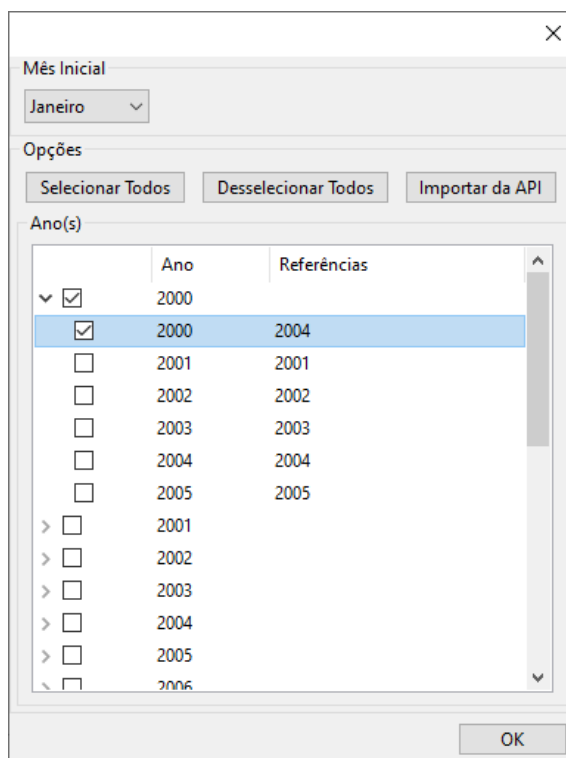 Mês Inicial
Janeiro
Opções
Selecionar Todos Desselecionar Todos Importar da API
Ano(s)
Ano Referências
2000
2000 2004
2001 2001
2002 2002
2003 2003
2004 2004
2005 2005
2001
2002
2003
2004
2005
2006
OK